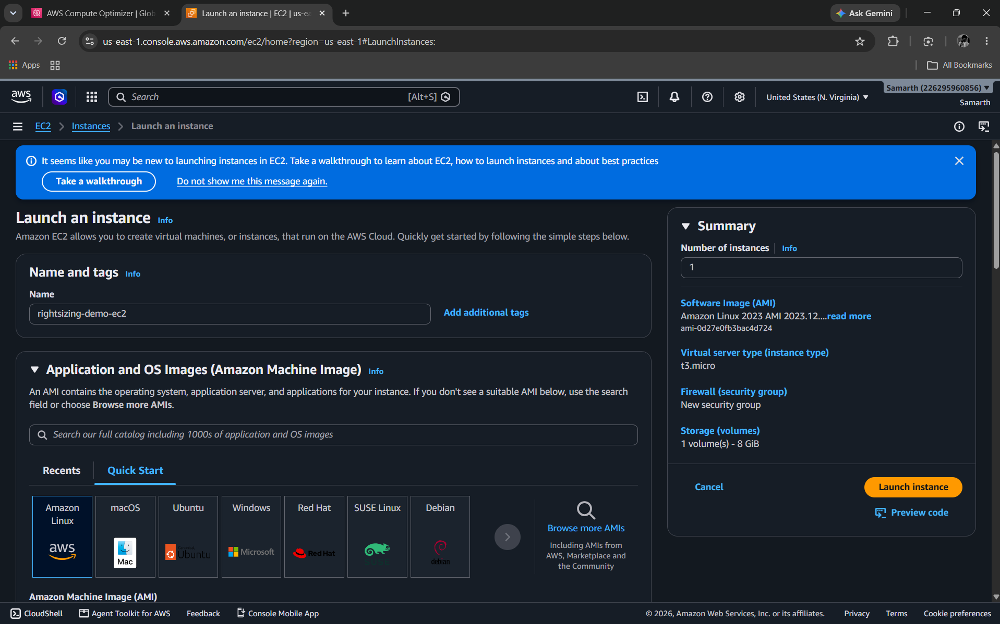 AWS Compute Optimizer | Glob
Launch an instance | EC2 | us-ea
Ask Gemini
us-east-1.console.aws.amazon.com/ec2/home?region=us-east-1#LaunchInstances:
Apps
All Bookmarks
aws
Search
[Alt+S]
United States (N. Virginia)
Samarth (226295960856)
Samarth
EC2
Instances
Launch an instance
It seems like you may be new to launching instances in EC2. Take a walkthrough to learn about EC2, how to launch instances and about best practices
Take a walkthrough
Do not show me this message again.
Launch an instance Info
Amazon EC2 allows you to create virtual machines, or instances, that run on the AWS Cloud. Quickly get started by following the simple steps below.
Name and tags Info
Name
rightsizing-demo-ec2
Add additional tags
Application and OS Images (Amazon Machine Image) Info
An AMI contains the operating system, application server, and applications for your instance. If you don't see a suitable AMI below, use the search
field or choose Browse more AMIs.
Search our full catalog including 1000s of application and OS images
Recents
Quick Start
Amazon
Linux
aws
macOS
Mac
Ubuntu
Canonical
Ubuntu
Windows
Microsoft
Red Hat
Red Hat
SUSE Linux
SUSE
Debian
debian
Browse more AMIs
Including AMIs from
AWS, Marketplace and
the Community
Amazon Machine Image (AMI)
Summary
Number of instances Info
1
Software Image (AMI)
Amazon Linux 2023 AMI 2023.12....read more
ami-0d27e0fb3bac4d724
Virtual server type (instance type)
t3.micro
Firewall (security group)
New security group
Storage (volumes)
1 volume(s) - 8 GiB
Cancel
Launch instance
Preview code
CloudShell
Agent Toolkit for AWS
Feedback
Console Mobile App
© 2026, Amazon Web Services, Inc. or its affiliates.
Privacy
Terms
Cookie preferences